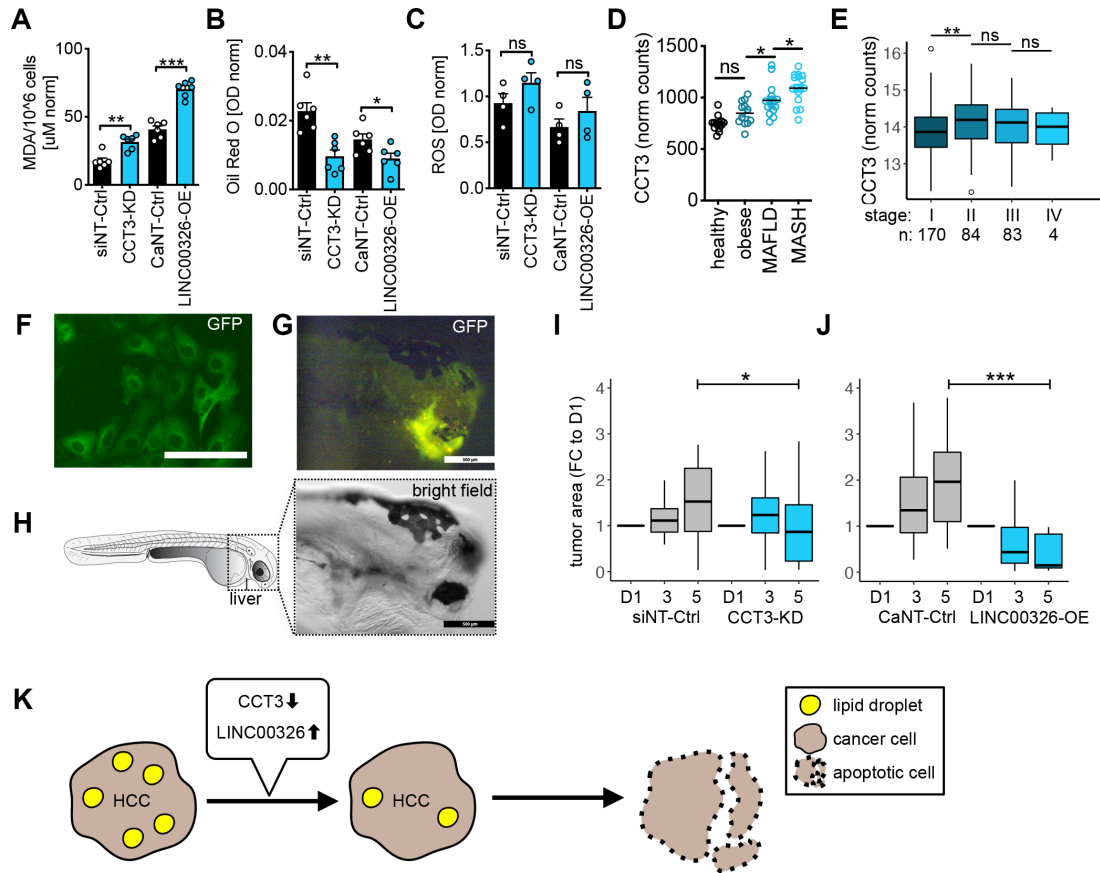 A
MDA/10^6 cells
[uM norm]
100
50
0
**
***
siNT-Ctrl
CCT3-KD
CaNT-Ctrl
LINC00326-OE
B
Oil Red O [OD norm]
0.04
0.02
0.00
**
*
siNT-Ctrl
CCT3-KD
CaNT-Ctrl
LINC00326-OE
C
ROS [OD norm]
1.5
1.0
0.5
0.0
ns
ns
siNT-Ctrl
CCT3-KD
CaNT-Ctrl
LINC00326-OE
D
CCT3 (norm counts)
1500
1000
500
0
ns
*
*
healthy
obese
MAFLD
MASH
E
CCT3 (norm counts)
16
15
14
13
**
ns
ns
stage: I II III IV
n: 170 84 83 4
F
GFP
G
GFP
500 µm
H
liver
bright field
500 µm
I
tumor area (FC to D1)
4
3
2
1
0
*
D1 3 5 D1 3 5
siNT-Ctrl CCT3-KD
J
4
3
2
1
0
***
D1 3 5 D1 3 5
CaNT-Ctrl LINC00326-OE
K
CCT3
LINC00326
HCC
HCC
lipid droplet
cancer cell
apoptotic cell